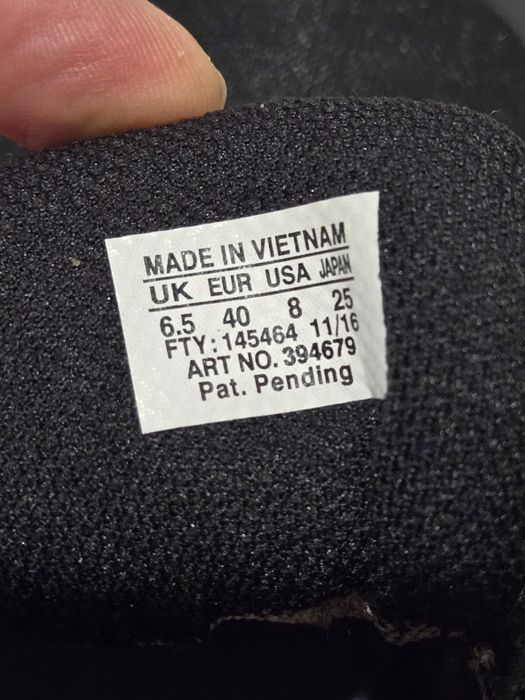 MADE IN VIETNAM
UK EUR USA JAPAN
6.5 40 8 25
FTY: 145464 11/16
ART NO. 394679
Pat. Pending